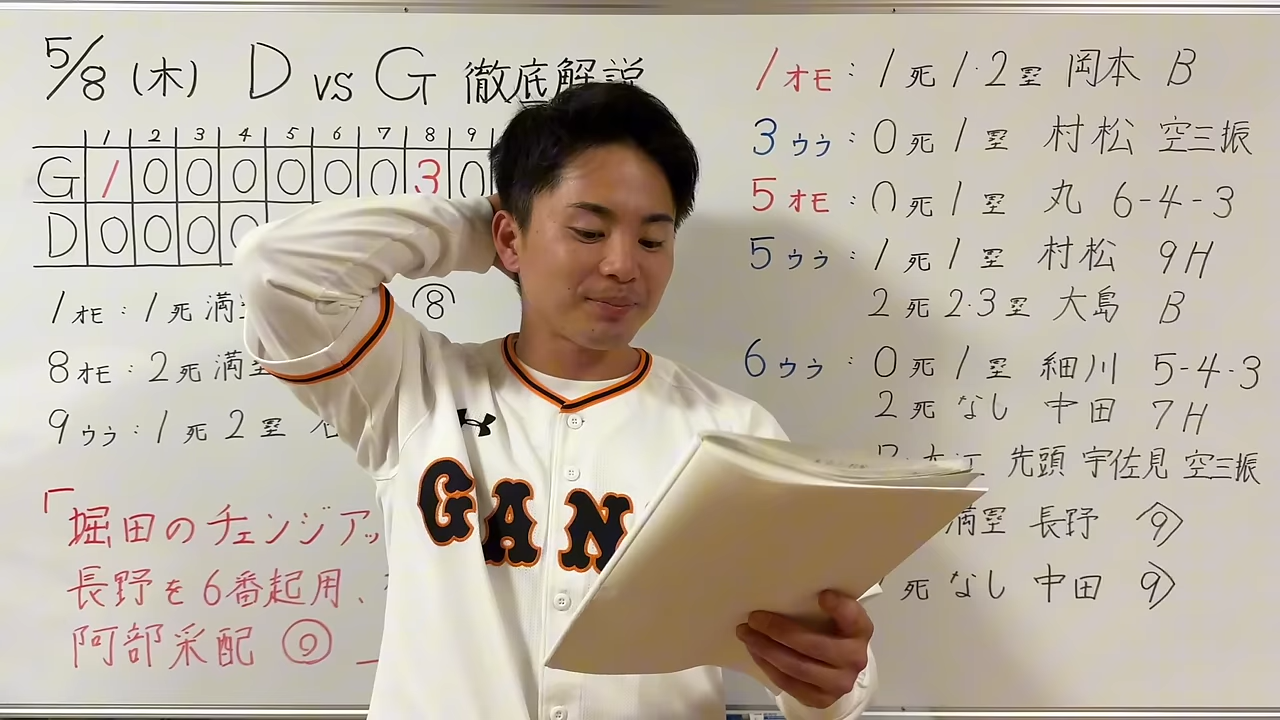 5/8 (木) D vs G 徹底解説
1 2 3 4 5 6 7 8 9
G 1 0 0 0 0 0 0 3 0
D 0 0 0 0
1オモ:1死満塁 ⑧
8オモ:2死満塁
9ウラ:1死2塁
「堀田のチェンジアッ
長野を6番起用、
阿部采配 ⑨
1オモ:1死1・2塁 岡本 B
3ウラ:0死1塁 村松 空三振
5オモ:0死1塁 丸 6-4-3
5ウラ:1死1塁 村松 9H
2死2・3塁 大島 B
6ウラ:0死1塁 細川 5-4-3
2死なし 中田 7H
先頭 宇佐見 空三振
満塁 長野 9
死なし 中田 9
GAN